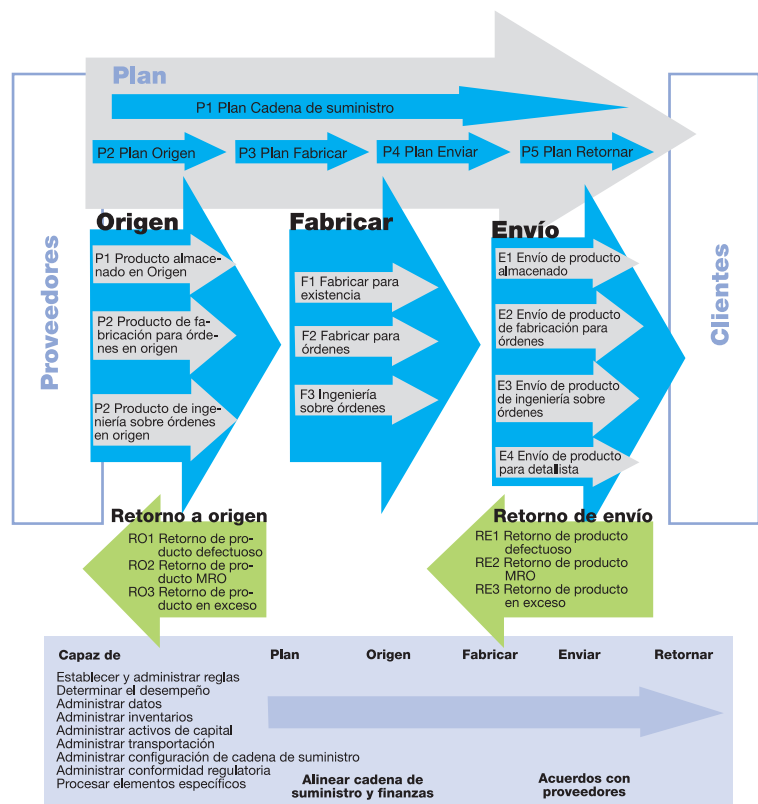 Plan
P1 Plan Cadena de suministro
P2 Plan Origen
P3 Plan Fabricar
P4 Plan Enviar
P5 Plan Retornar
Proveedores
Origen
P1 Producto almace-
nado en Origen
P2 Producto de fa-
bricación para órde-
nes en origen
P2 Producto de inge-
niería sobre órdenes
en origen
Fabricar
F1 Fabricar para
existencia
F2 Fabricar para
órdenes
F3 Ingeniería
sobre órdenes
Envío
E1 Envío de producto
almacenado
E2 Envío de producto
de fabricación para
órdenes
E3 Envío de producto
de ingeniería sobre
órdenes
E4 Envío de producto
para detallista
Clientes
Retorno a origen
RO1 Retorno de pro-
ducto defectuoso
RO2 Retorno de pro-
ducto MRO
RO3 Retorno de pro-
ducto en exceso
Retorno de envío
RE1 Retorno de producto
defectuoso
RE2 Retorno de producto
MRO
RE3 Retorno de producto
en exceso
Capaz de
Plan
Origen
Fabricar
Enviar
Retornar
Establecer y administrar reglas
Determinar el desempeño
Administrar datos
Administrar inventarios
Administrar activos de capital
Administrar transportación
Administrar configuración de cadena de suministro
Administrar conformidad regulatoria
Procesar elementos específicos
Alinear cadena de
suministro y finanzas
Acuerdos con
proveedores